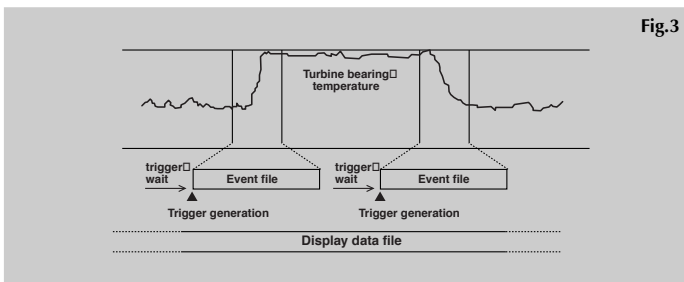 Fig.3
Turbine bearing□
temperature
trigger□
wait
Event file
trigger□
wait
Event file
Trigger generation
Trigger generation
Display data file